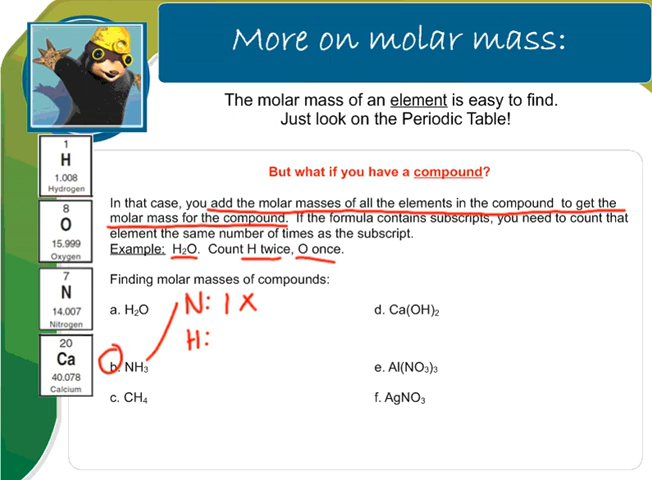 More on molar mass:
The molar mass of an element is easy to find.
Just look on the Periodic Table!
1
H
1.008
Hydrogen
8
O
15.999
Oxygen
7
N
14.007
Nitrogen
20
Ca
40.078
Calcium
But what if you have a compound?
In that case, you add the molar masses of all the elements in the compound to get the
molar mass for the compound. If the formula contains subscripts, you need to count that
element the same number of times as the subscript.
Example: H₂O. Count H twice, O once.
Finding molar masses of compounds:
a. H₂O
N: 1 X
H:
b. NH₃
c. CH₄
d. Ca(OH)₂
e. Al(NO₃)₃
f. AgNO₃